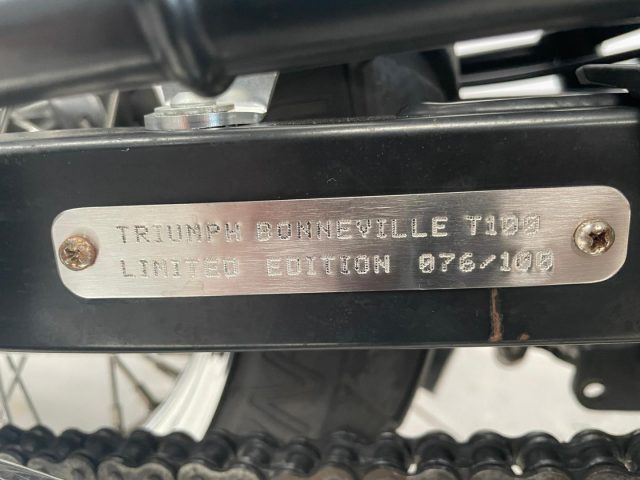 TRIUMPH BONNEVILLE T100
LIMITED EDITION 076/100